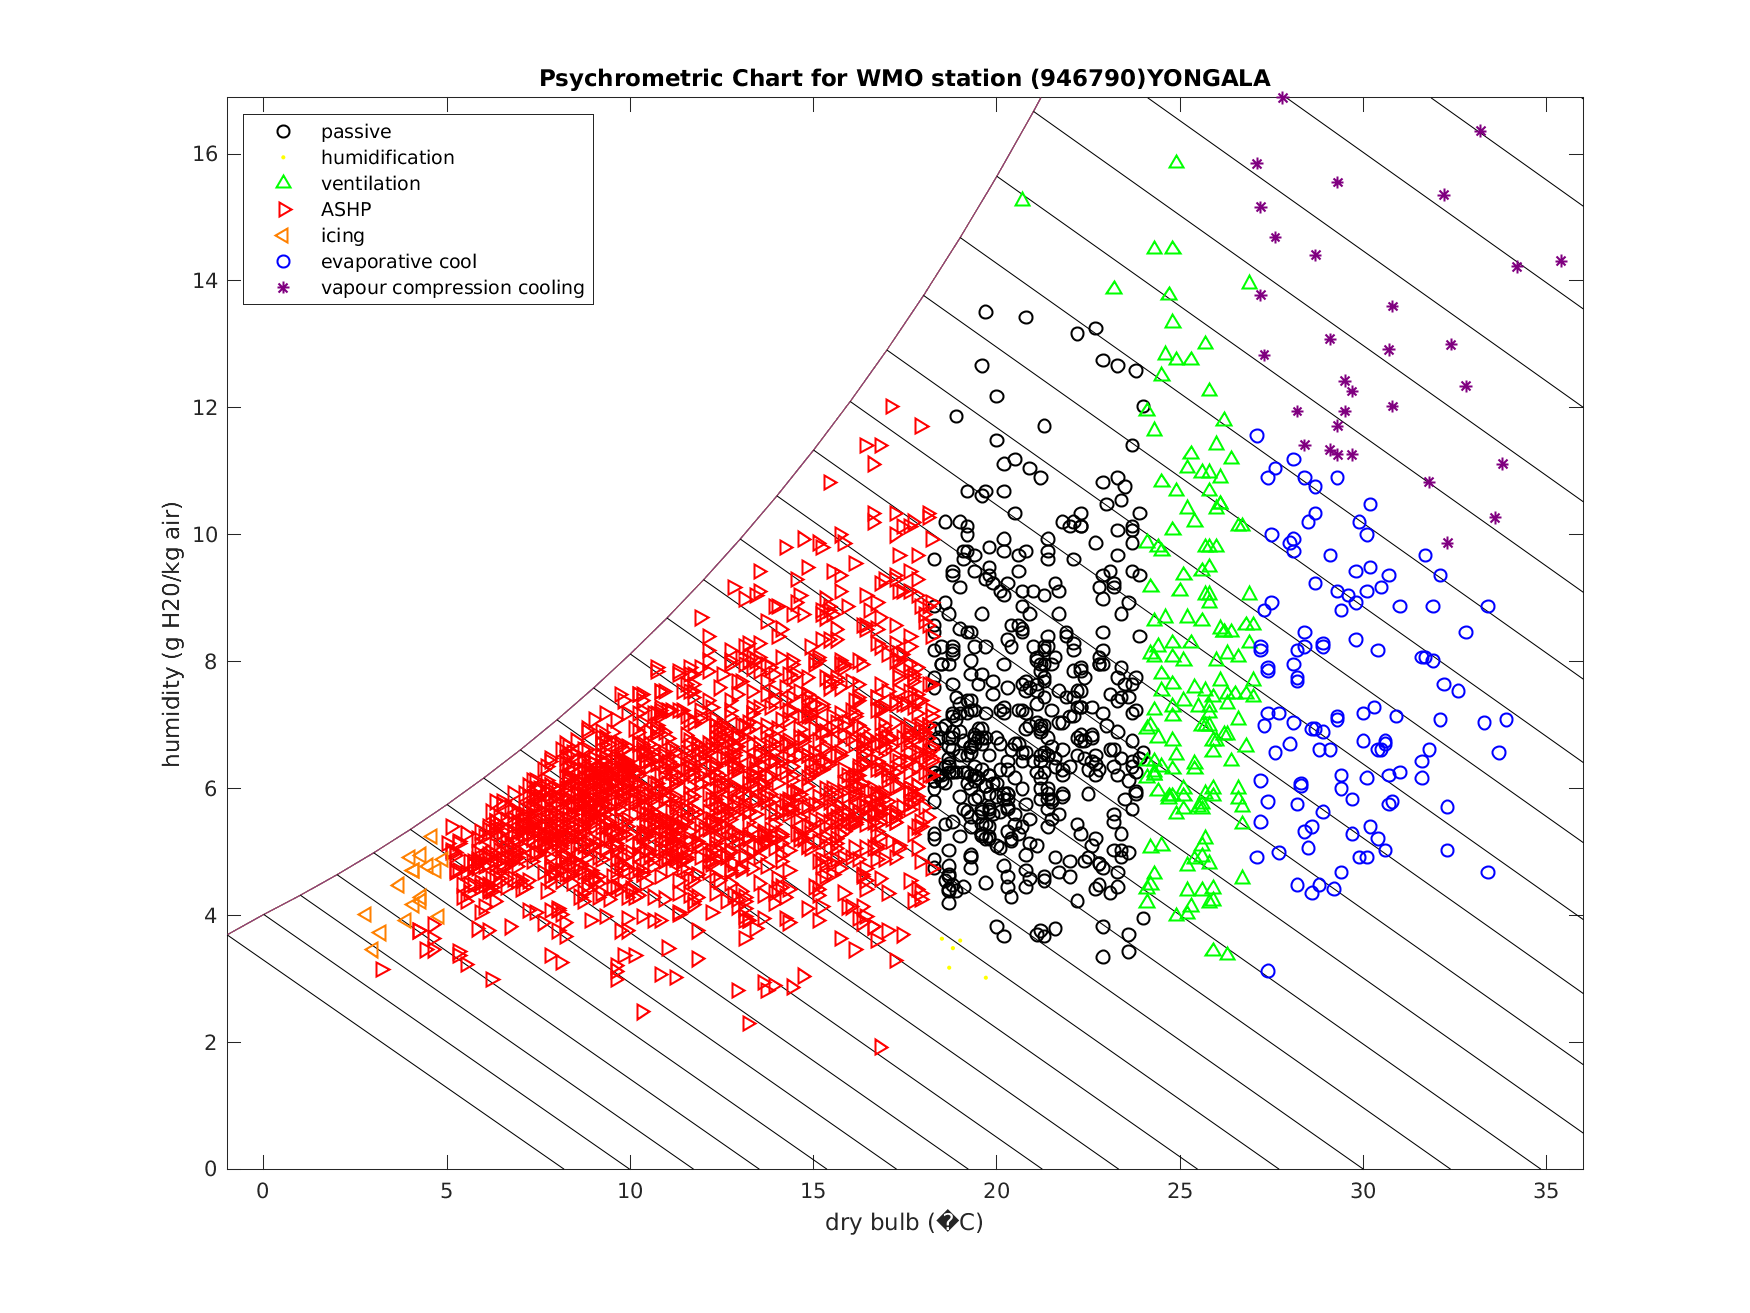 Psychrometric Chart for WMO station (946790)YONGALA
passive
humidification
ventilation
ASHP
icing
evaporative cool
vapour compression cooling
humidity (g H20/kg air)
16
14
12
10
8
6
4
2
0
0 5 10 15 20 25 30 35
dry bulb (�C)